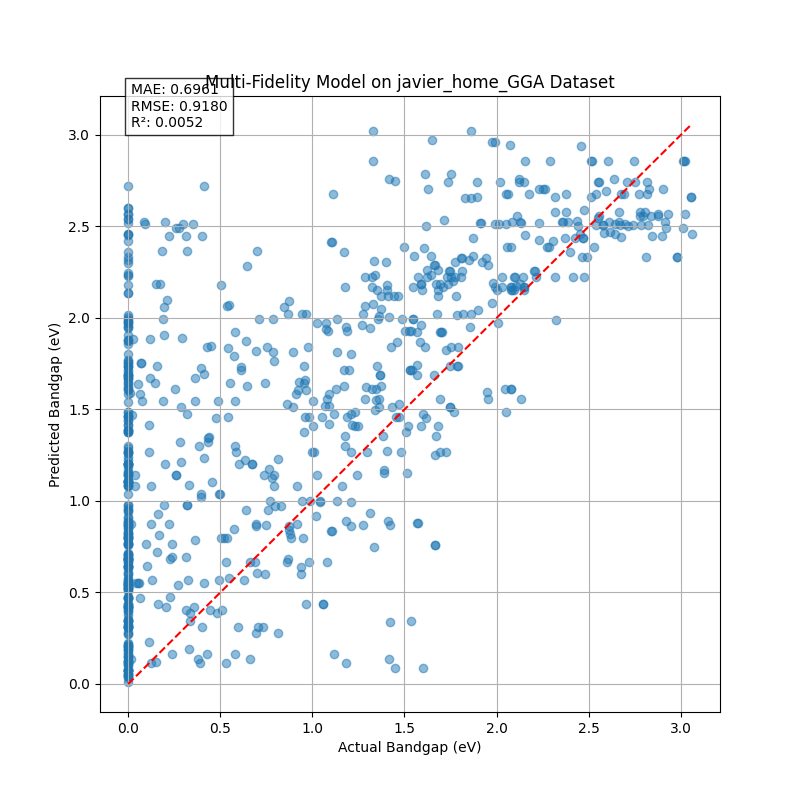 Multi-Fidelity Model on javier_home_GGA Dataset
MAE: 0.6961
RMSE: 0.9180
R²: 0.0052
3.0
2.5
2.0
1.5
1.0
0.5
0.0
Predicted Bandgap (eV)
0.0 0.5 1.0 1.5 2.0 2.5 3.0
Actual Bandgap (eV)